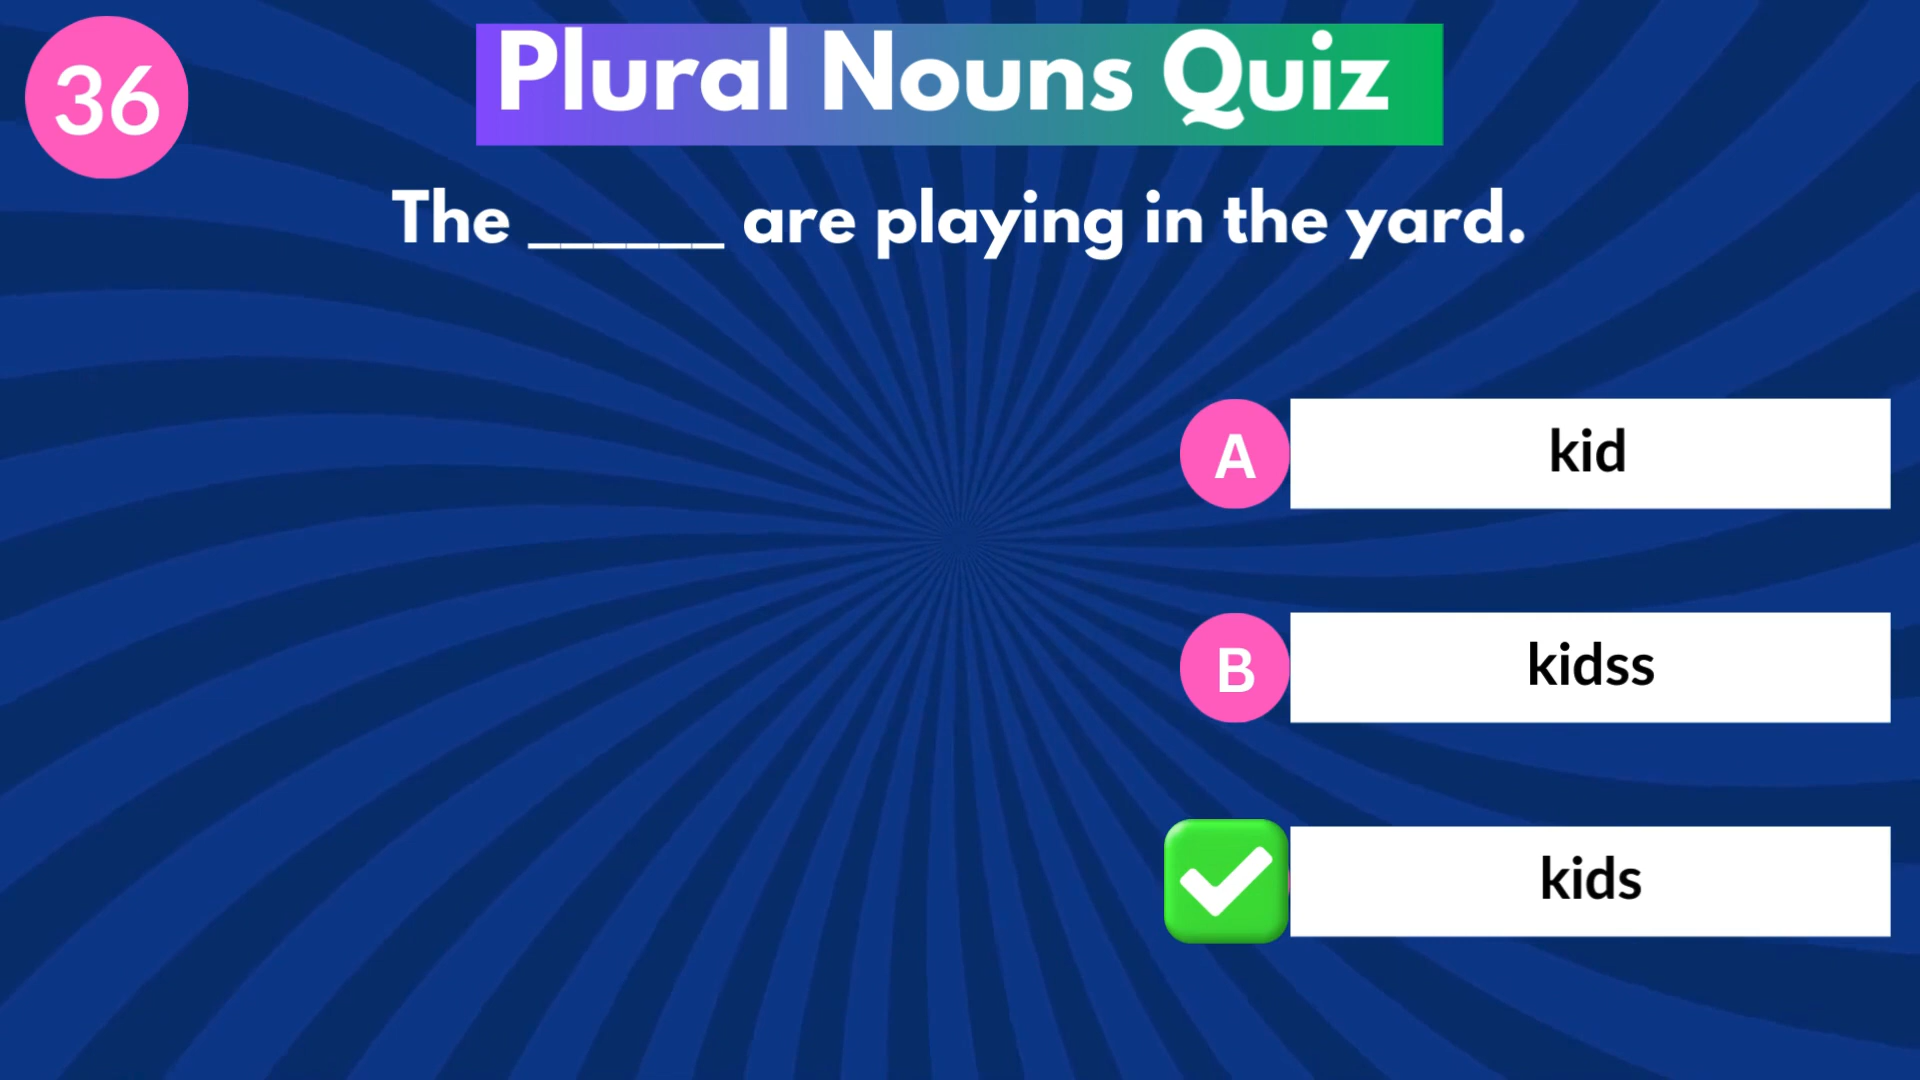 36
Plural Nouns Quiz
The ______ are playing in the yard.
A
kid
B
kidss
kids